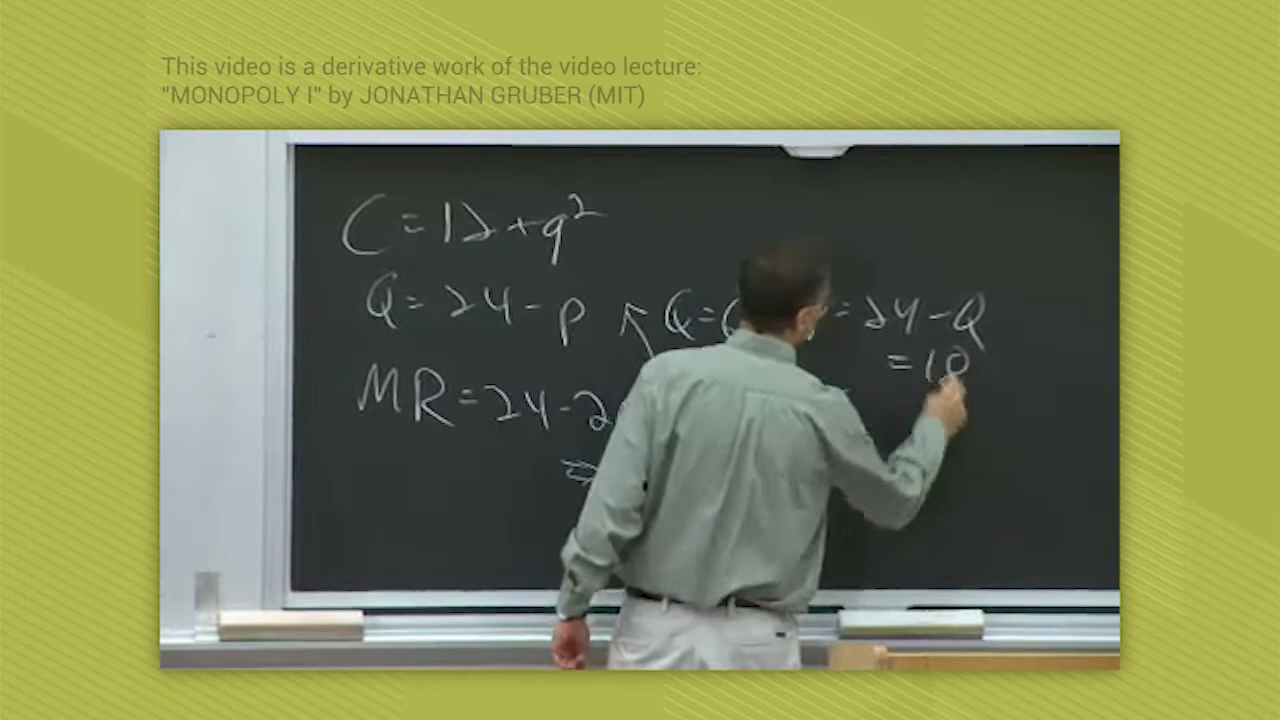 This video is a derivative work of the video lecture:
"MONOPOLY I" by JONATHAN GRUBER (MIT)
C = 12 + q²
Q = 24 - P
Q =
= 24 - Q
= 18
MR = 24 - 2
⇒